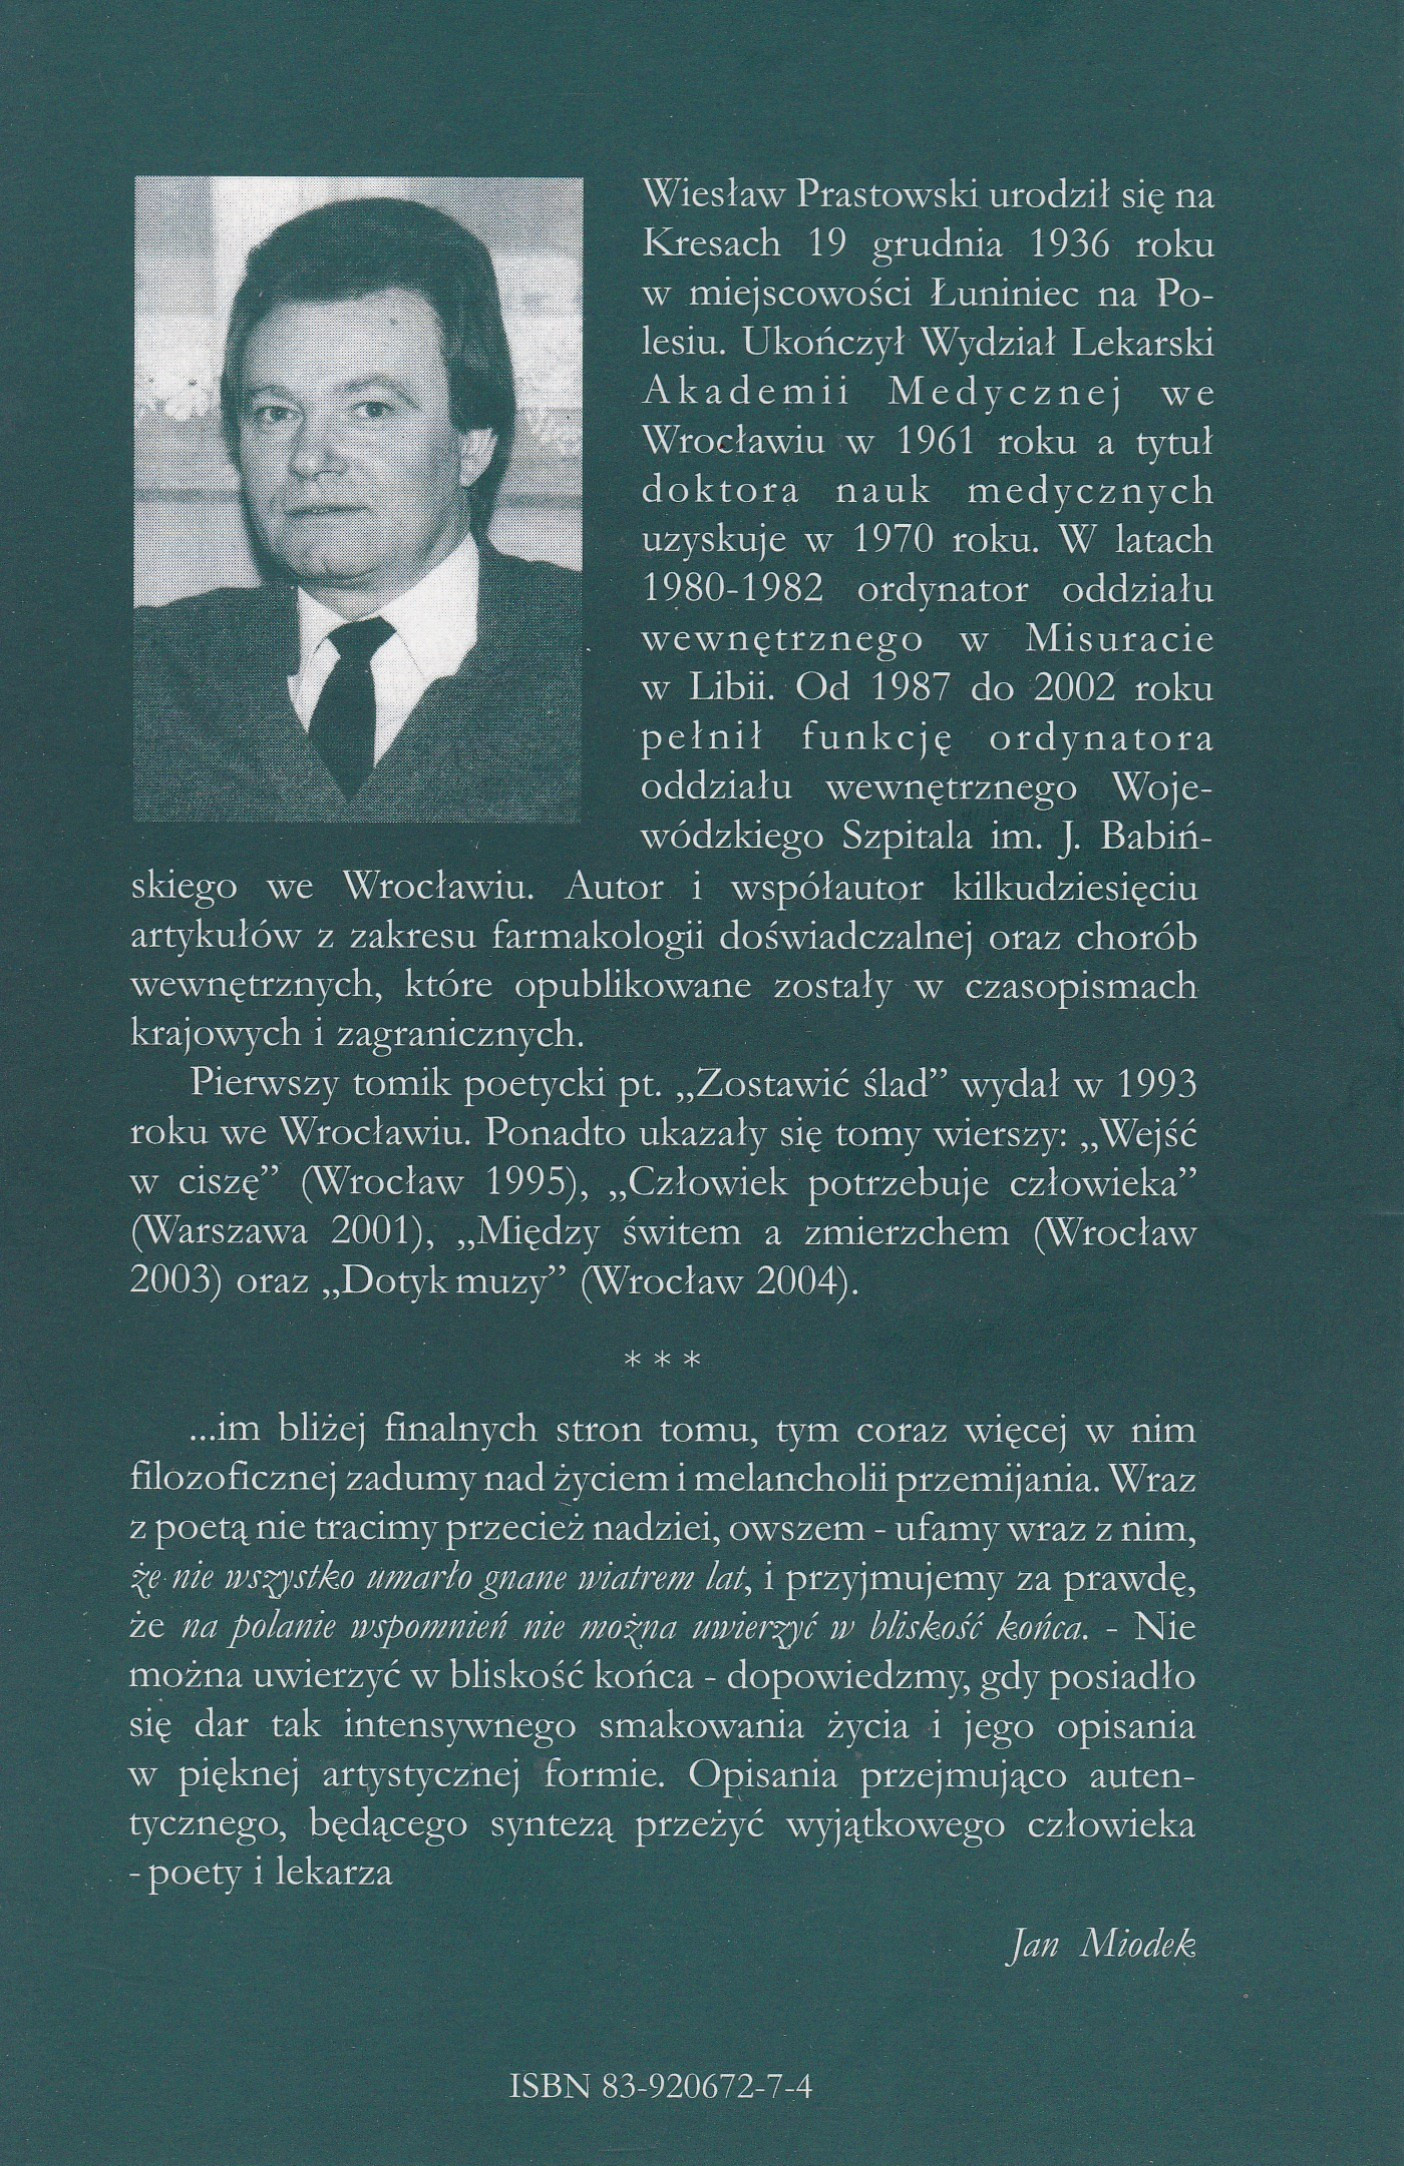 Wiesław Prastowski urodził się na
Kresach 19 grudnia 1936 roku
w miejscowości Łuniniec na Po-
lesiu. Ukończył Wydział Lekarski
Akademii Medycznej we
Wrocławiu w 1961 roku a tytuł
doktora nauk medycznych
uzyskuje w 1970 roku. W latach
1980-1982 ordynator oddziału
wewnętrznego w Misuracie
w Libii. Od 1987 do 2002 roku
pełnił funkcję ordynatora
oddziału wewnętrznego Woje-
wódzkiego Szpitala im. J. Babiń-
skiego we Wrocławiu. Autor i współautor kilkudziesięciu
artykułów z zakresu farmakologii doświadczalnej oraz chorób
wewnętrznych, które opublikowane zostały w czasopismach
krajowych i zagranicznych.
Pierwszy tomik poetycki pt. „Zostawić ślad” wydał w 1993
roku we Wrocławiu. Ponadto ukazały się tomy wierszy: „Wejść
w ciszę” (Wrocław 1995), „Człowiek potrzebuje człowieka”
(Warszawa 2001), „Między świtem a zmierzchem (Wrocław
2003) oraz „Dotyk muzy” (Wrocław 2004).
* * *
...im bliżej finalnych stron tomu, tym coraz więcej w nim
filozoficznej zadumy nad życiem i melancholii przemijania. Wraz
z poetą nie tracimy przecież nadziei, owszem - ufamy wraz z nim,
że nie wszystko umarło gnane wiatrem lat, i przyjmujemy za prawdę,
że na polanie wspomnień nie można uwierzyć w bliskość końca. - Nie
można uwierzyć w bliskość końca - dopowiedzmy, gdy posiadło
się dar tak intensywnego smakowania życia i jego opisania
w pięknej artystycznej formie. Opisania przejmująco auten-
tycznego, będącego syntezą przeżyć wyjątkowego człowieka
- poety i lekarza
Jan Miodek
ISBN 83-920672-7-4